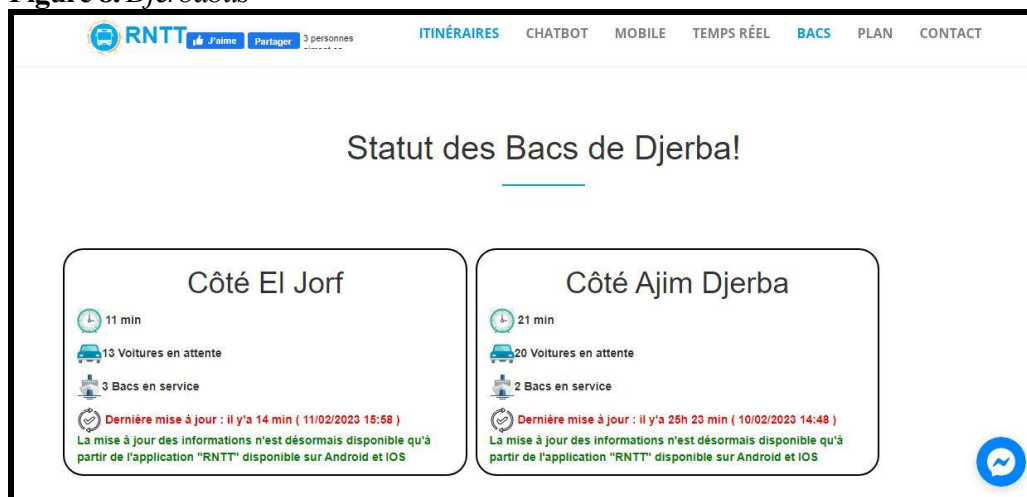 Figure 8. Djerbabus
RNTT
J'aime Partager 3 personnes
ITINÉRAIRES CHATBOT MOBILE TEMPS RÉEL BACS PLAN CONTACT
Statut des Bacs de Djerba!
Côté El Jorf
11 min
13 Voitures en attente
3 Bacs en service
Dernière mise à jour : il y'a 14 min ( 11/02/2023 15:58 )
La mise à jour des informations n'est désormais disponible qu'à
partir de l'application "RNTT" disponible sur Android et IOS
Côté Ajim Djerba
21 min
20 Voitures en attente
2 Bacs en service
Dernière mise à jour : il y'a 25h 23 min ( 10/02/2023 14:48 )
La mise à jour des informations n'est désormais disponible qu'à
partir de l'application "RNTT" disponible sur Android et IOS